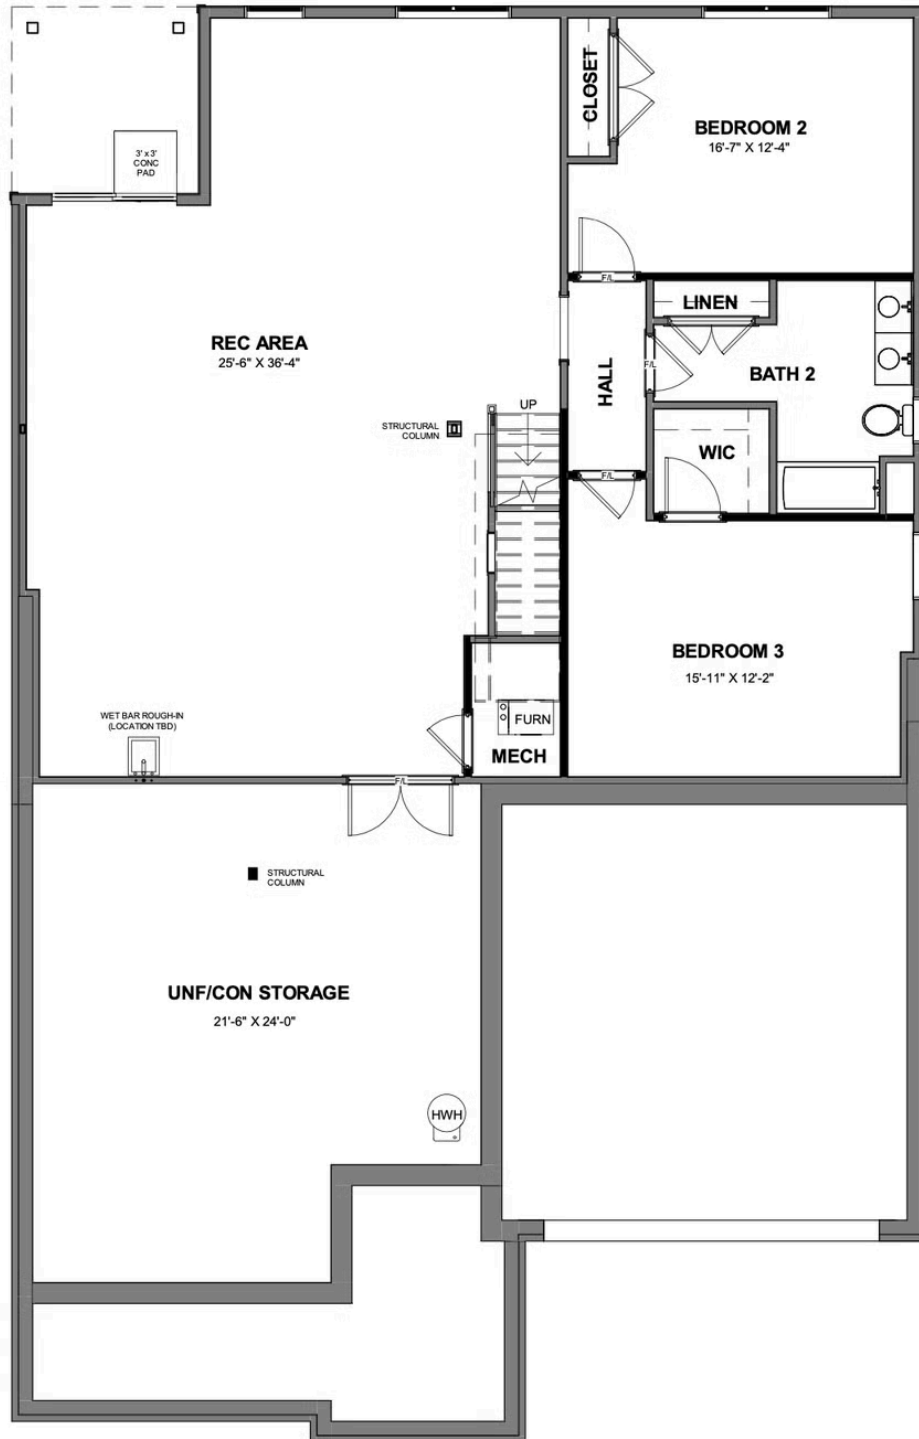 3' x 3'
CONC
PAD
CLOSET
BEDROOM 2
16'-7" X 12'-4"
F/L
LINEN
REC AREA
25'-6" X 36'-4"
HALL
F/L
BATH 2
UP
STRUCTURAL
COLUMN
WIC
F/L
BEDROOM 3
15'-11" X 12'-2"
WET BAR ROUGH-IN
(LOCATION TBD)
FURN
MECH
F/L
STRUCTURAL
COLUMN
UNF/CON STORAGE
21'-6" X 24'-0"
HWH